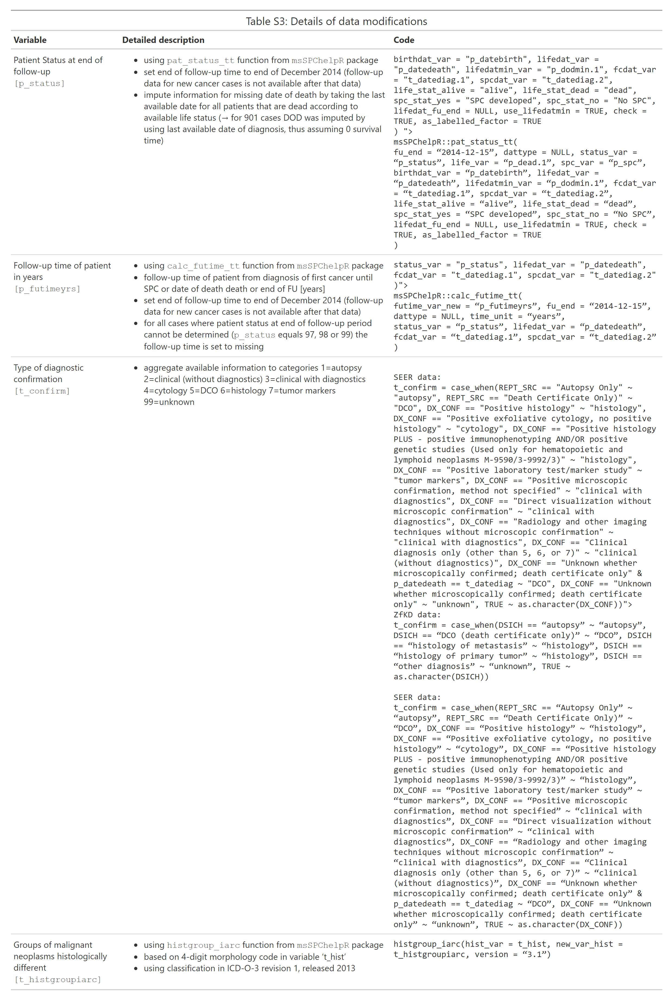 Table S3: Details of data modifications
Variable
Detailed description
Code
Patient Status at end of
follow-up
[p_status]
• using pat_status_tt function from msSPChelpR package
• set end of follow-up time to end of December 2014 (follow-up
data for new cancer cases is not available after that data)
• impute information for missing date of death by taking the last
available date for all patients that are dead according to
available life status (→ for 901 cases DOD was imputed by
using last available date of diagnosis, thus assuming 0 survival
time)
birthdat_var = "p_datebirth", lifedat_var =
"p_datedeath", lifedatmin_var = "p_dodmin.1", fcdat_var
= "t_datediag.1", spcdat_var = "t_datediag.2",
life_stat_alive = "alive", life_stat_dead = "dead",
spc_stat_yes = "SPC developed", spc_stat_no = "No SPC",
lifedat_fu_end = NULL, use_lifedatmin = TRUE, check =
TRUE, as_labelled_factor = TRUE
) ">
msSPChelpR::pat_status_tt(
fu_end = “2014-12-15”, dattype = NULL, status_var =
“p_status”, life_var = “p_dead.1”, spc_var = “p_spc”,
birthdat_var = “p_datebirth”, lifedat_var =
“p_datedeath”, lifedatmin_var = “p_dodmin.1”, fcdat_var
= “t_datediag.1”, spcdat_var = “t_datediag.2”,
life_stat_alive = “alive”, life_stat_dead = “dead”,
spc_stat_yes = “SPC developed”, spc_stat_no = “No SPC”,
lifedat_fu_end = NULL, use_lifedatmin = TRUE, check =
TRUE, as_labelled_factor = TRUE
)
Follow-up time of patient
in years
[p_futimeyrs]
• using calc_futime_tt function from msSPChelpR package
• follow-up time of patient from diagnosis of first cancer until
SPC or date of death death or end of FU [years]
• set end of follow-up time to end of December 2014 (follow-up
data for new cancer cases is not available after that data)
• for all cases where patient status at end of follow-up period
cannot be determined (p_status equals 97, 98 or 99) the
follow-up time is set to missing
status_var = "p_status", lifedat_var = "p_datedeath",
fcdat_var = "t_datediag.1", spcdat_var = "t_datediag.2"
)">
msSPChelpR::calc_futime_tt(
futime_var_new = “p_futimeyrs”, fu_end = “2014-12-15”,
dattype = NULL, time_unit = “years”,
status_var = “p_status”, lifedat_var = “p_datedeath”,
fcdat_var = “t_datediag.1”, spcdat_var = “t_datediag.2”
)
Type of diagnostic
confirmation
[t_confirm]
• aggregate available information to categories 1=autopsy
2=clinical (without diagnostics) 3=clinical with diagnostics
4=cytology 5=DCO 6=histology 7=tumor markers
99=unknown
SEER data:
t_confirm = case_when(REPT_SRC == "Autopsy Only" ~
"autopsy", REPT_SRC == "Death Certificate Only)" ~
"DCO", DX_CONF == "Positive histology" ~ "histology",
DX_CONF == "Positive exfoliative cytology, no positive
histology" ~ "cytology", DX_CONF == "Positive histology
PLUS - positive immunophenotyping AND/OR positive
genetic studies (Used only for hematopoietic and
lymphoid neoplasms M-9590/3-9992/3)" ~ "histology",
DX_CONF == "Positive laboratory test/marker study" ~
"tumor markers", DX_CONF == "Positive microscopic
confirmation, method not specified" ~ "clinical with
diagnostics", DX_CONF == "Direct visualization without
microscopic confirmation" ~ "clinical with
diagnostics", DX_CONF == "Radiology and other imaging
techniques without microscopic confirmation" ~
"clinical with diagnostics", DX_CONF == "Clinical
diagnosis only (other than 5, 6, or 7)" ~ "clinical
(without diagnostics)", DX_CONF == "Unknown whether
microscopically confirmed; death certificate only" &
p_datedeath == t_datediag ~ "DCO", DX_CONF == "Unknown
whether microscopically confirmed; death certificate
only" ~ "unknown", TRUE ~ as.character(DX_CONF))">
ZfKD data:
t_confirm = case_when(DSICH == “autopsy” ~ “autopsy”,
DSICH == “DCO (death certificate only)” ~ “DCO”, DSICH
== “histology of metastasis” ~ “histology”, DSICH ==
“histology of primary tumor” ~ “histology”, DSICH ==
“other diagnosis” ~ “unknown”, TRUE ~
as.character(DSICH))
SEER data:
t_confirm = case_when(REPT_SRC == “Autopsy Only” ~
“autopsy”, REPT_SRC == “Death Certificate Only)” ~
“DCO”, DX_CONF == “Positive histology” ~ “histology”,
DX_CONF == “Positive exfoliative cytology, no positive
histology” ~ “cytology”, DX_CONF == “Positive histology
PLUS - positive immunophenotyping AND/OR positive
genetic studies (Used only for hematopoietic and
lymphoid neoplasms M-9590/3-9992/3)” ~ “histology”,
DX_CONF == “Positive laboratory test/marker study” ~
“tumor markers”, DX_CONF == “Positive microscopic
confirmation, method not specified” ~ “clinical with
diagnostics”, DX_CONF == “Direct visualization without
microscopic confirmation” ~ “clinical with
diagnostics”, DX_CONF == “Radiology and other imaging
techniques without microscopic confirmation” ~
“clinical with diagnostics”, DX_CONF == “Clinical
diagnosis only (other than 5, 6, or 7)” ~ “clinical
(without diagnostics)”, DX_CONF == “Unknown whether
microscopically confirmed; death certificate only” &
p_datedeath == t_datediag ~ “DCO”, DX_CONF == “Unknown
whether microscopically confirmed; death certificate
only” ~ “unknown”, TRUE ~ as.character(DX_CONF))
Groups of malignant
neoplasms histologically
different
[t_histgroupiarc]
• using histgroup_iarc function from msSPChelpR package
• based on 4-digit morphology code in variable ‘t_hist’
• using classification in ICD-O-3 revision 1, released 2013
histgroup_iarc(hist_var = t_hist, new_var_hist =
t_histgroupiarc, version = “3.1”)